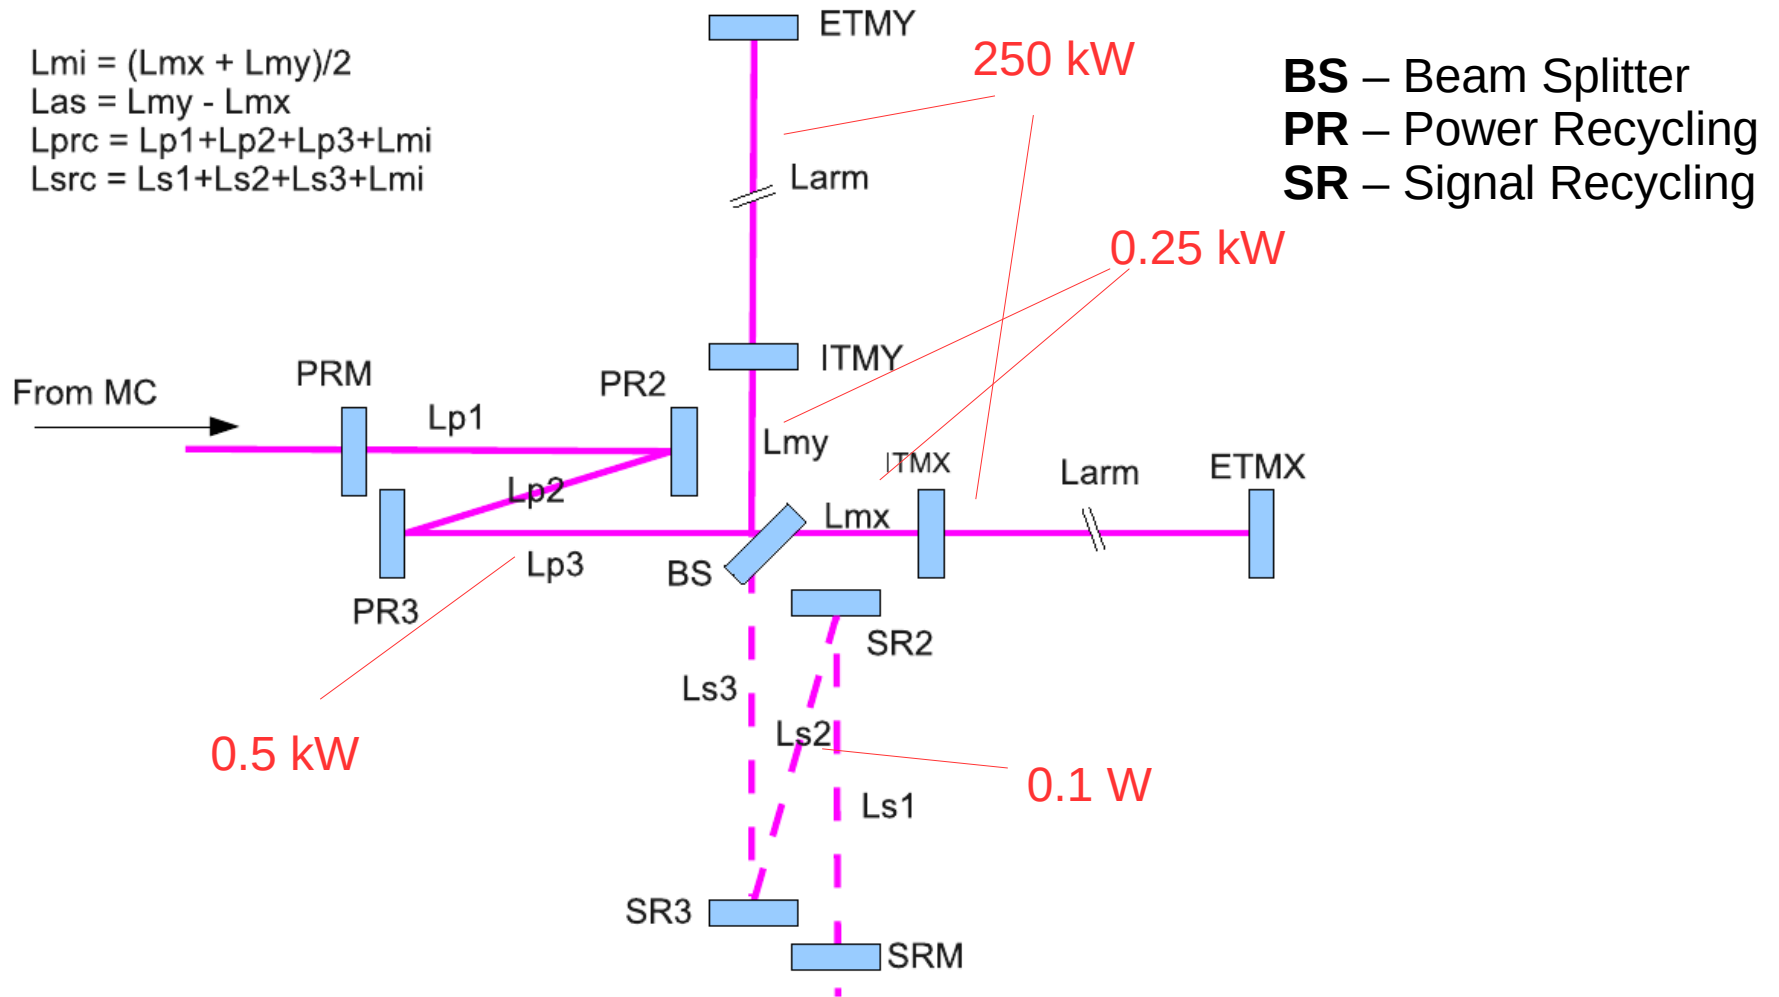 Lmi = (Lmx + Lmy)/2
Las = Lmy - Lmx
Lprc = Lp1+Lp2+Lp3+Lmi
Lsrc = Ls1+Ls2+Ls3+Lmi
ETMY
250 kW
BS – Beam Splitter
PR – Power Recycling
SR – Signal Recycling
Larm
0.25 kW
ITMY
PRM
PR2
From MC
Lp1
Lmy
ITMX
Larm
ETMX
Lp2
Lmx
Lp3
BS
PR3
SR2
Ls3
Ls2
0.5 kW
0.1 W
Ls1
SR3
SRM